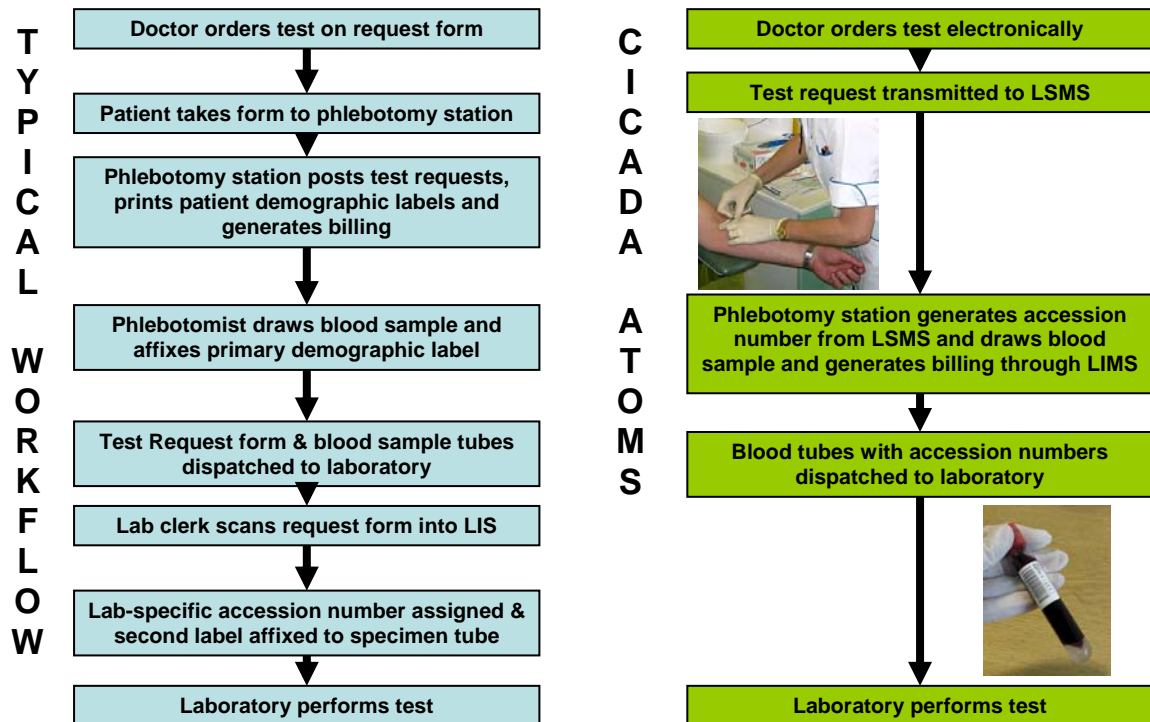 TYPICAL WORKFLOW
Doctor orders test on request form
Patient takes form to phlebotomy station
Phlebotomy station posts test requests,
prints patient demographic labels and
generates billing
Phlebotomist draws blood sample and
affixes primary demographic label
Test Request form & blood sample tubes
dispatched to laboratory
Lab clerk scans request form into LIS
Lab-specific accession number assigned &
second label affixed to specimen tube
Laboratory performs test
CICADA ATOMS
Doctor orders test electronically
Test request transmitted to LSMS
Phlebotomy station generates accession
number from LSMS and draws blood
sample and generates billing through LIMS
Blood tubes with accession numbers
dispatched to laboratory
Laboratory performs test